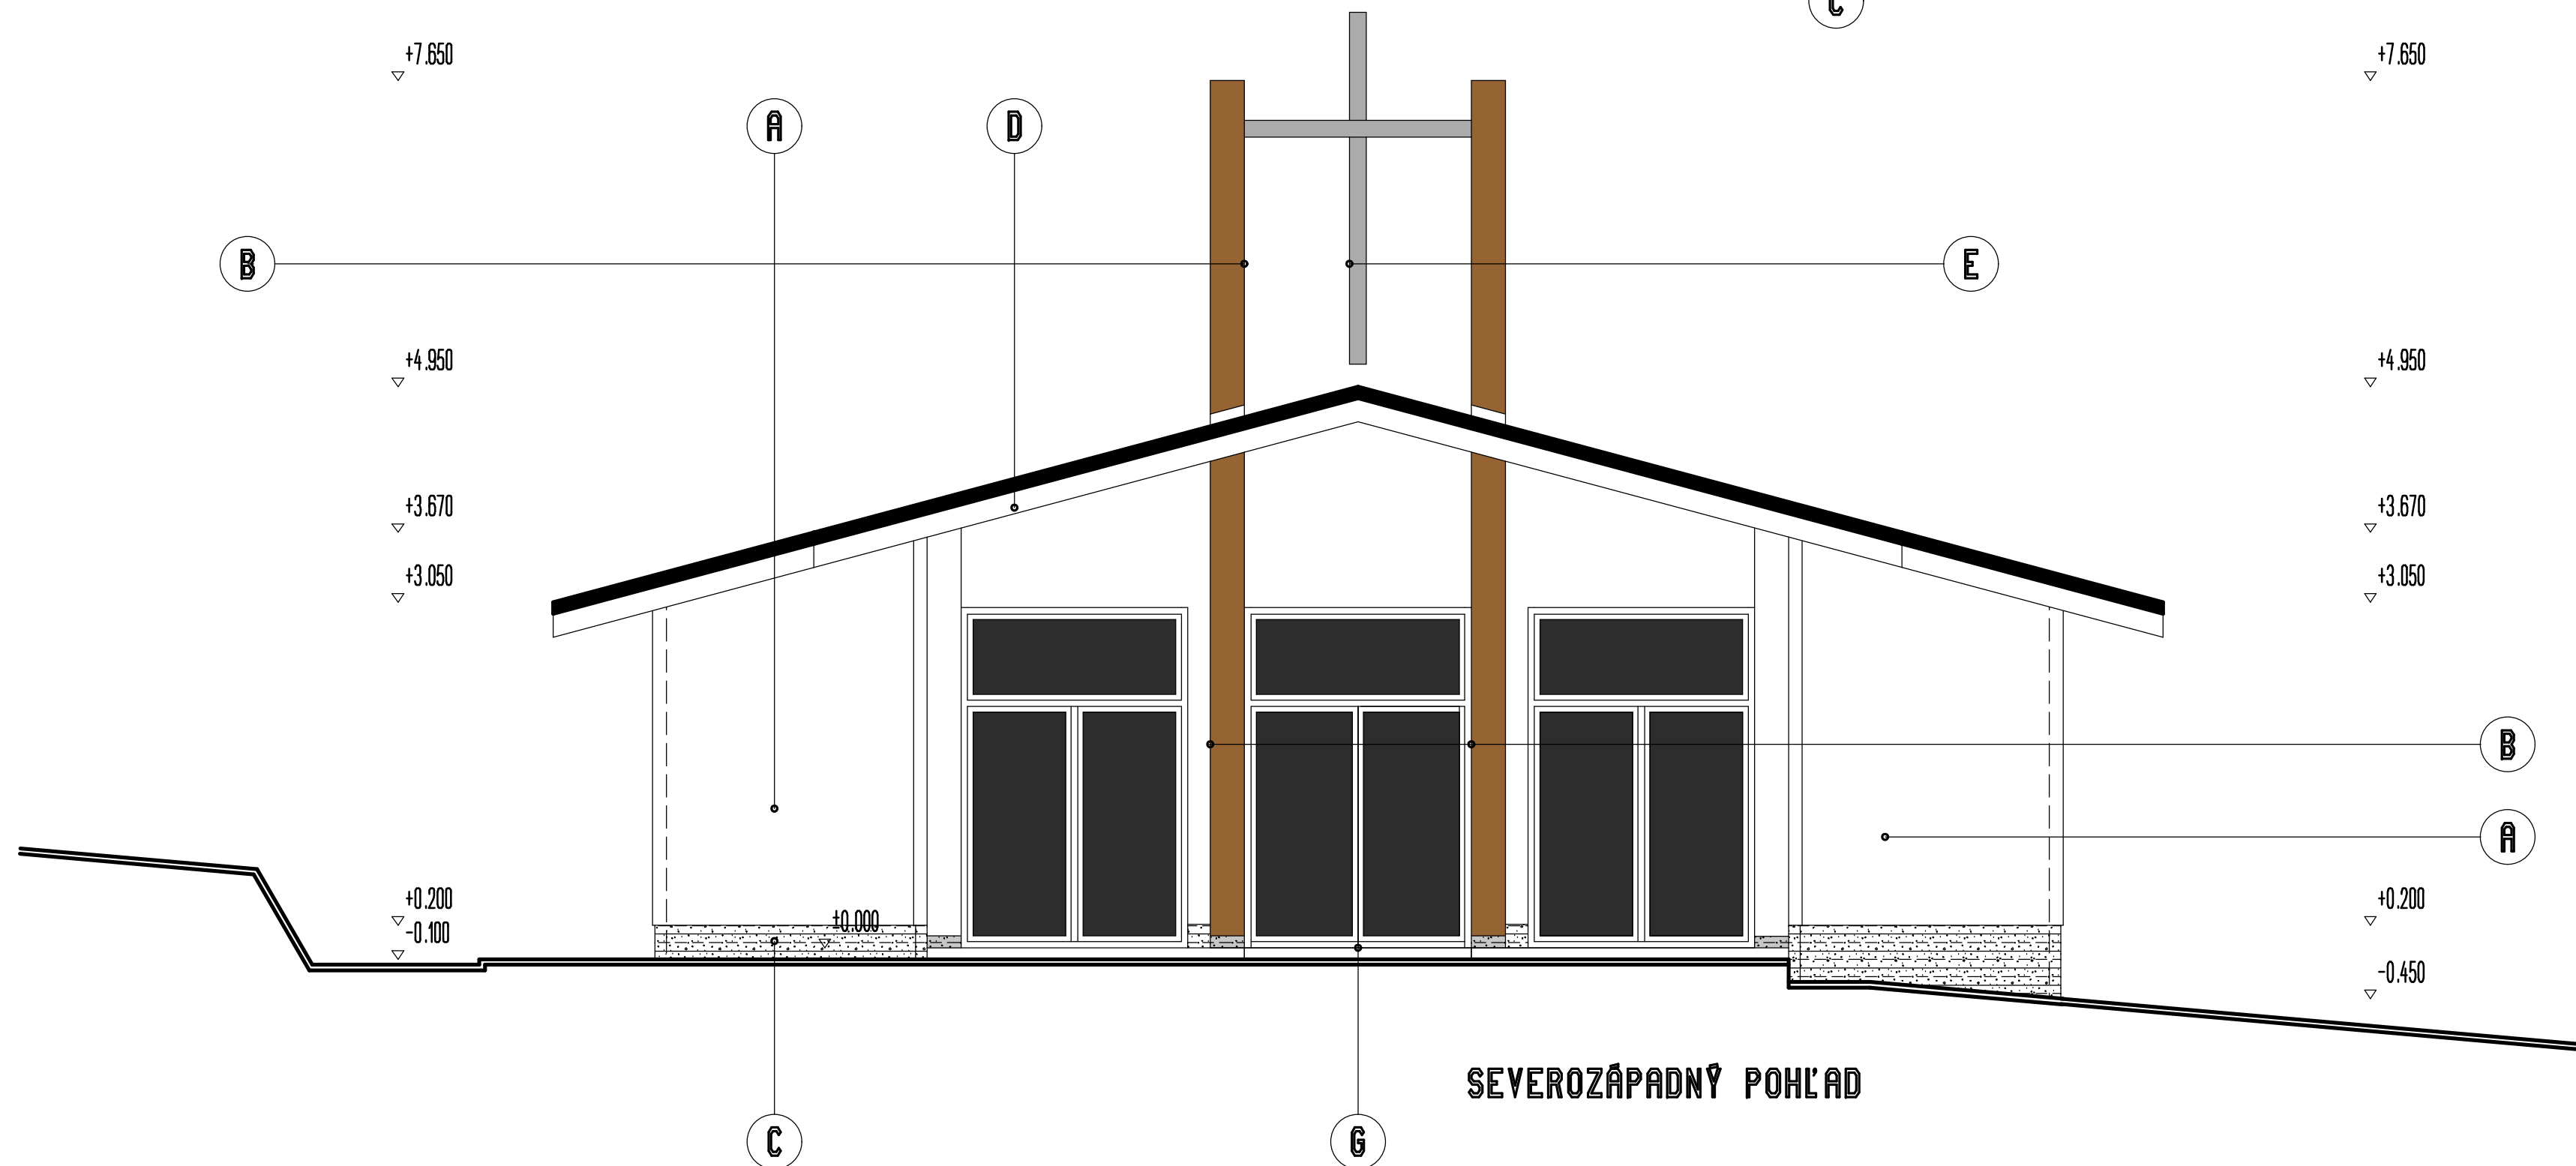 C
+7.650 +7.650
A D
B E
+4.950 +4.950
+3.670 +3.670
+3.050 +3.050
B
A
+0.200 ±0.000 +0.200
-0.100
-0.450
SEVEROZÁPADNÝ POHĽAD
C G